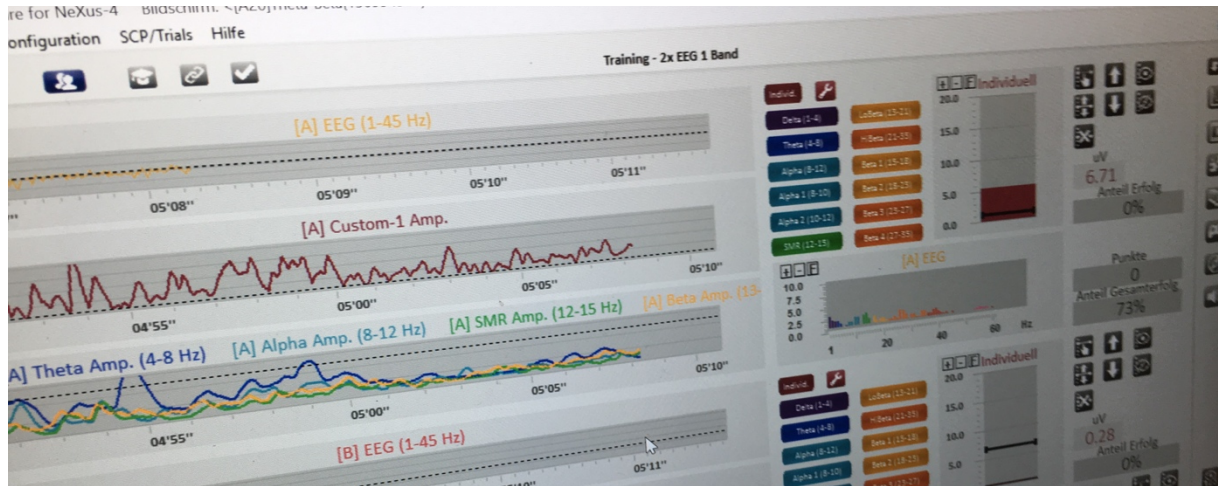 re for NeXus-4 Bildschirm:
onfiguration SCP/Trials Hilfe
Training - 2x EEG 1 Band
[A] EEG (1-45 Hz)
05'08" 05'09" 05'10" 05'11"
[A] Custom-1 Amp.
04'55" 05'00" 05'05" 05'10"
A] Theta Amp. (4-8 Hz) [A] Alpha Amp. (8-12 Hz) [A] SMR Amp. (12-15 Hz) [A] Beta Amp. (13-
04'55" 05'00" 05'05" 05'10"
[B] EEG (1-45 Hz)
05'11"
Individ.
Delta (1-4) LoBeta (15-21)
Theta (4-8) HiBeta (21-35)
Alpha (8-12) Beta 1 (15-18)
Alpha 1 (8-10) Beta 2 (18-23)
Alpha 2 (10-12) Beta 3 (23-27)
SMR (12-15) Beta 4 (27-35)
+ - F Individuell
20.0
15.0
10.0
5.0
0.0
uV
6.71
Anteil Erfolg
0%
+ - F [A] EEG
10.0
7.5
5.0
2.5
0.0
1 20 40 60 Hz
Punkte
0
Anteil Gesamterfolg
73%
Individ.
Delta (1-4) LoBeta (15-21)
Theta (4-8) HiBeta (21-35)
Alpha (8-12) Beta 1 (15-18)
Alpha 1 (8-10) Beta 2 (18-23)
+ - F Individuell
20.0
15.0
10.0
5.0
uV
0.28
Anteil Erfolg
0%